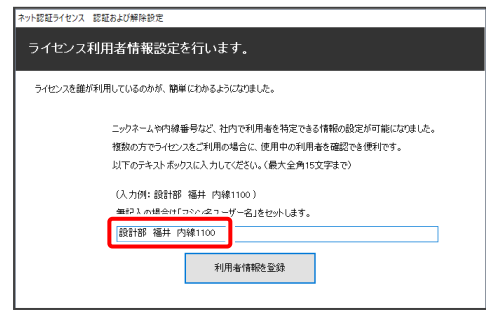 ネット認証ライセンス 認証および解除設定
ライセンス利用者情報設定を行います。
ライセンスを誰が利用しているのかが、簡単にわかるようになりました。
ニックネームや内線番号など、社内で利用者を特定できる情報の設定が可能になりました。
複数の方でライセンスをご利用の場合に、使用中の利用者を確認でき便利です。
以下のテキストボックスに入力してください。(最大全角15文字まで)
(入力例: 設計部 福井 内線1100)
無記入の場合は「マシン名ユーザー名」をセットします。
設計部 福井 内線1100
利用者情報を登録